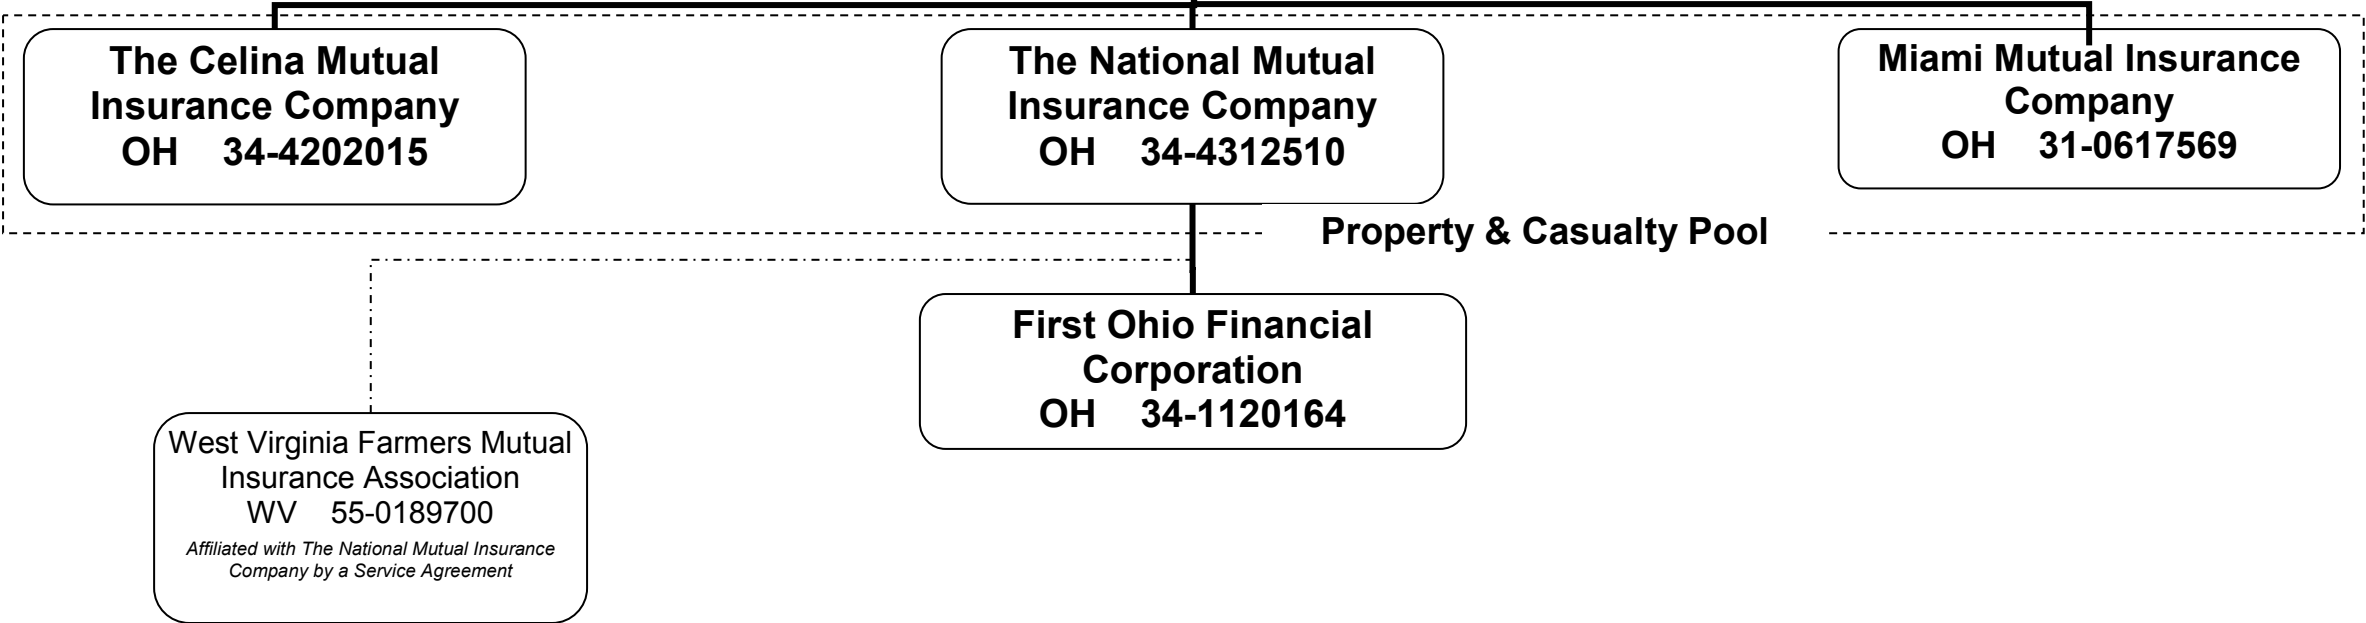 The Celina Mutual
Insurance Company
OH 34-4202015
The National Mutual
Insurance Company
OH 34-4312510
Miami Mutual Insurance
Company
OH 31-0617569
Property & Casualty Pool
First Ohio Financial
Corporation
OH 34-1120164
West Virginia Farmers Mutual
Insurance Association
WV 55-0189700
Affiliated with The National Mutual Insurance
Company by a Service Agreement